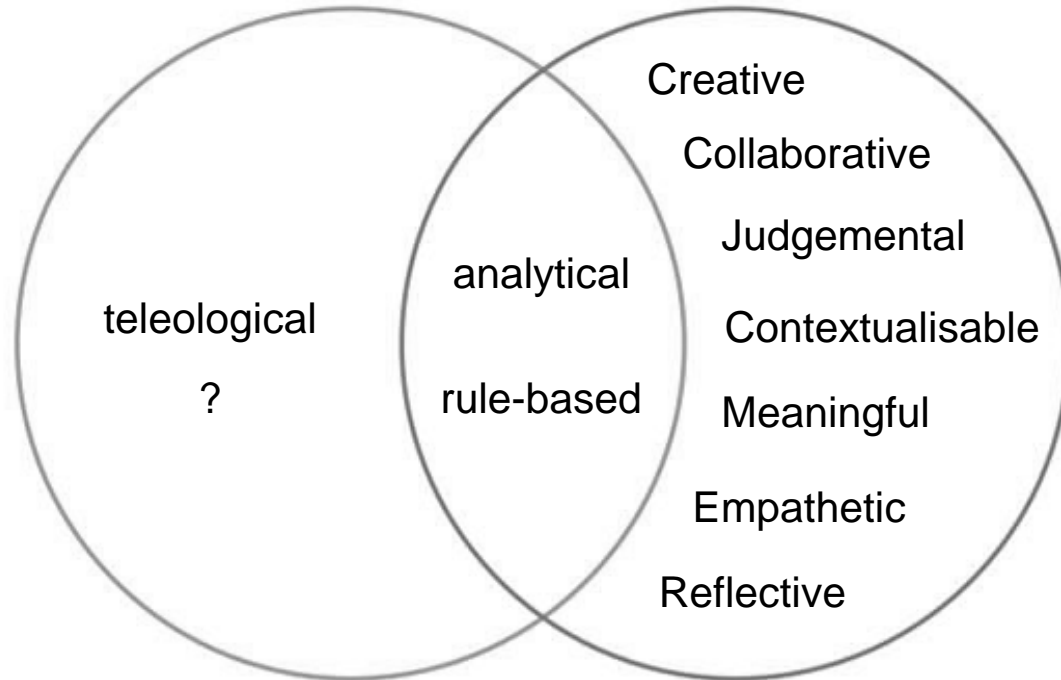 teleological
?
analytical
rule-based
Creative
Collaborative
Judgemental
Contextualisable
Meaningful
Empathetic
Reflective